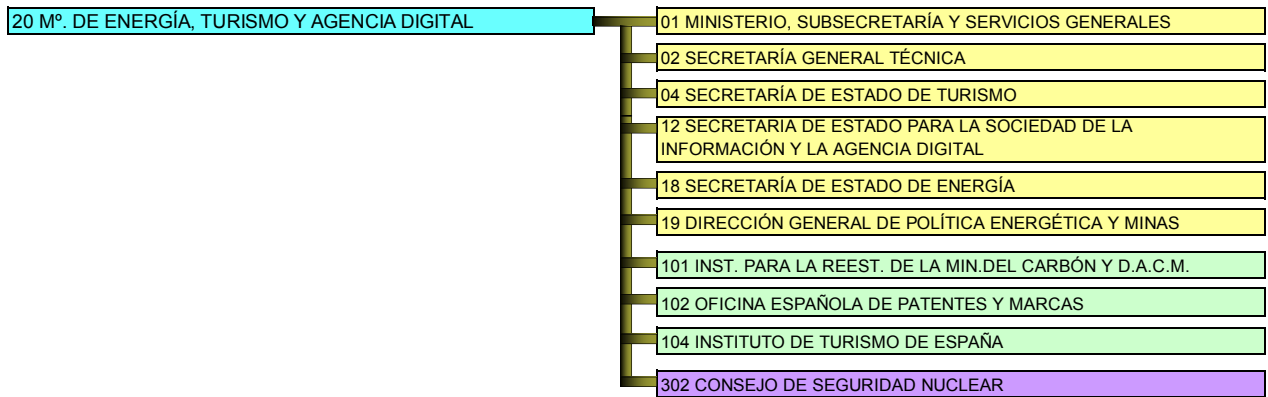 20 Mº. DE ENERGÍA, TURISMO Y AGENCIA DIGITAL
01 MINISTERIO, SUBSECRETARÍA Y SERVICIOS GENERALES
02 SECRETARÍA GENERAL TÉCNICA
04 SECRETARÍA DE ESTADO DE TURISMO
12 SECRETARIA DE ESTADO PARA LA SOCIEDAD DE LA
INFORMACIÓN Y LA AGENCIA DIGITAL
18 SECRETARÍA DE ESTADO DE ENERGÍA
19 DIRECCIÓN GENERAL DE POLÍTICA ENERGÉTICA Y MINAS
101 INST. PARA LA REEST. DE LA MIN.DEL CARBÓN Y D.A.C.M.
102 OFICINA ESPAÑOLA DE PATENTES Y MARCAS
104 INSTITUTO DE TURISMO DE ESPAÑA
302 CONSEJO DE SEGURIDAD NUCLEAR